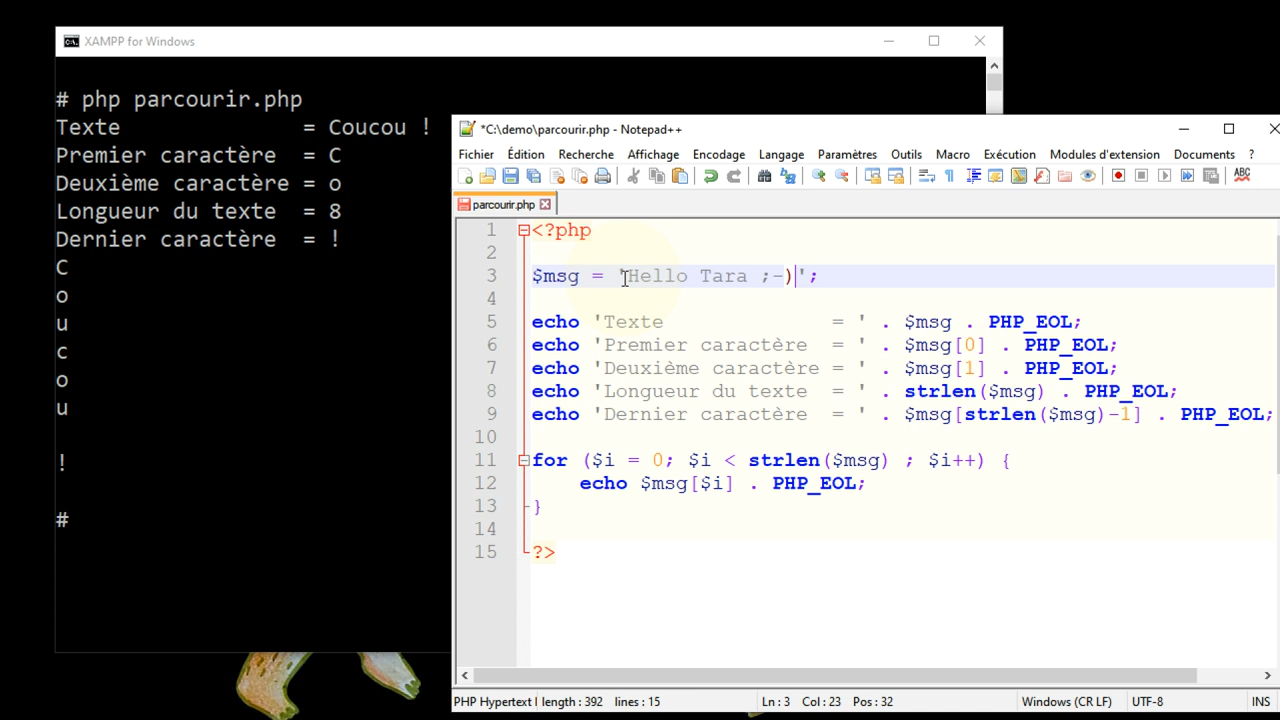 XAMPP for Windows
# php parcourir.php
Texte = Coucou !
Premier caractère = C
Deuxième caractère = o
Longueur du texte = 8
Dernier caractère = !
C
o
u
c
o
u
!
#
*C:\demo\parcourir.php - Notepad++
Fichier Édition Recherche Affichage Encodage Langage Paramètres Outils Macro Exécution Modules d'extension Documents ?
parcourir.php
1 <?php
2
3 $msg = 'Hello Tara ;-)';
4
5 echo 'Texte              = ' . $msg . PHP_EOL;
6 echo 'Premier caractère  = ' . $msg[0] . PHP_EOL;
7 echo 'Deuxième caractère = ' . $msg[1] . PHP_EOL;
8 echo 'Longueur du texte  = ' . strlen($msg) . PHP_EOL;
9 echo 'Dernier caractère  = ' . $msg[strlen($msg)-1] . PHP_EOL;
10
11 for ($i = 0; $i < strlen($msg) ; $i++) {
12     echo $msg[$i] . PHP_EOL;
13 }
14
15 ?>
PHP Hypertext length : 392 lines : 15 Ln : 3 Col : 23 Pos : 32 Windows (CR LF) UTF-8 INS